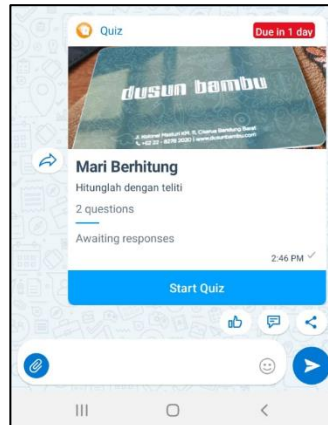 Quiz
Due in 1 day
dusun bambu
Mari Berhitung
Hitunglah dengan teliti
2 questions
Awaiting responses
2:46 PM
Start Quiz